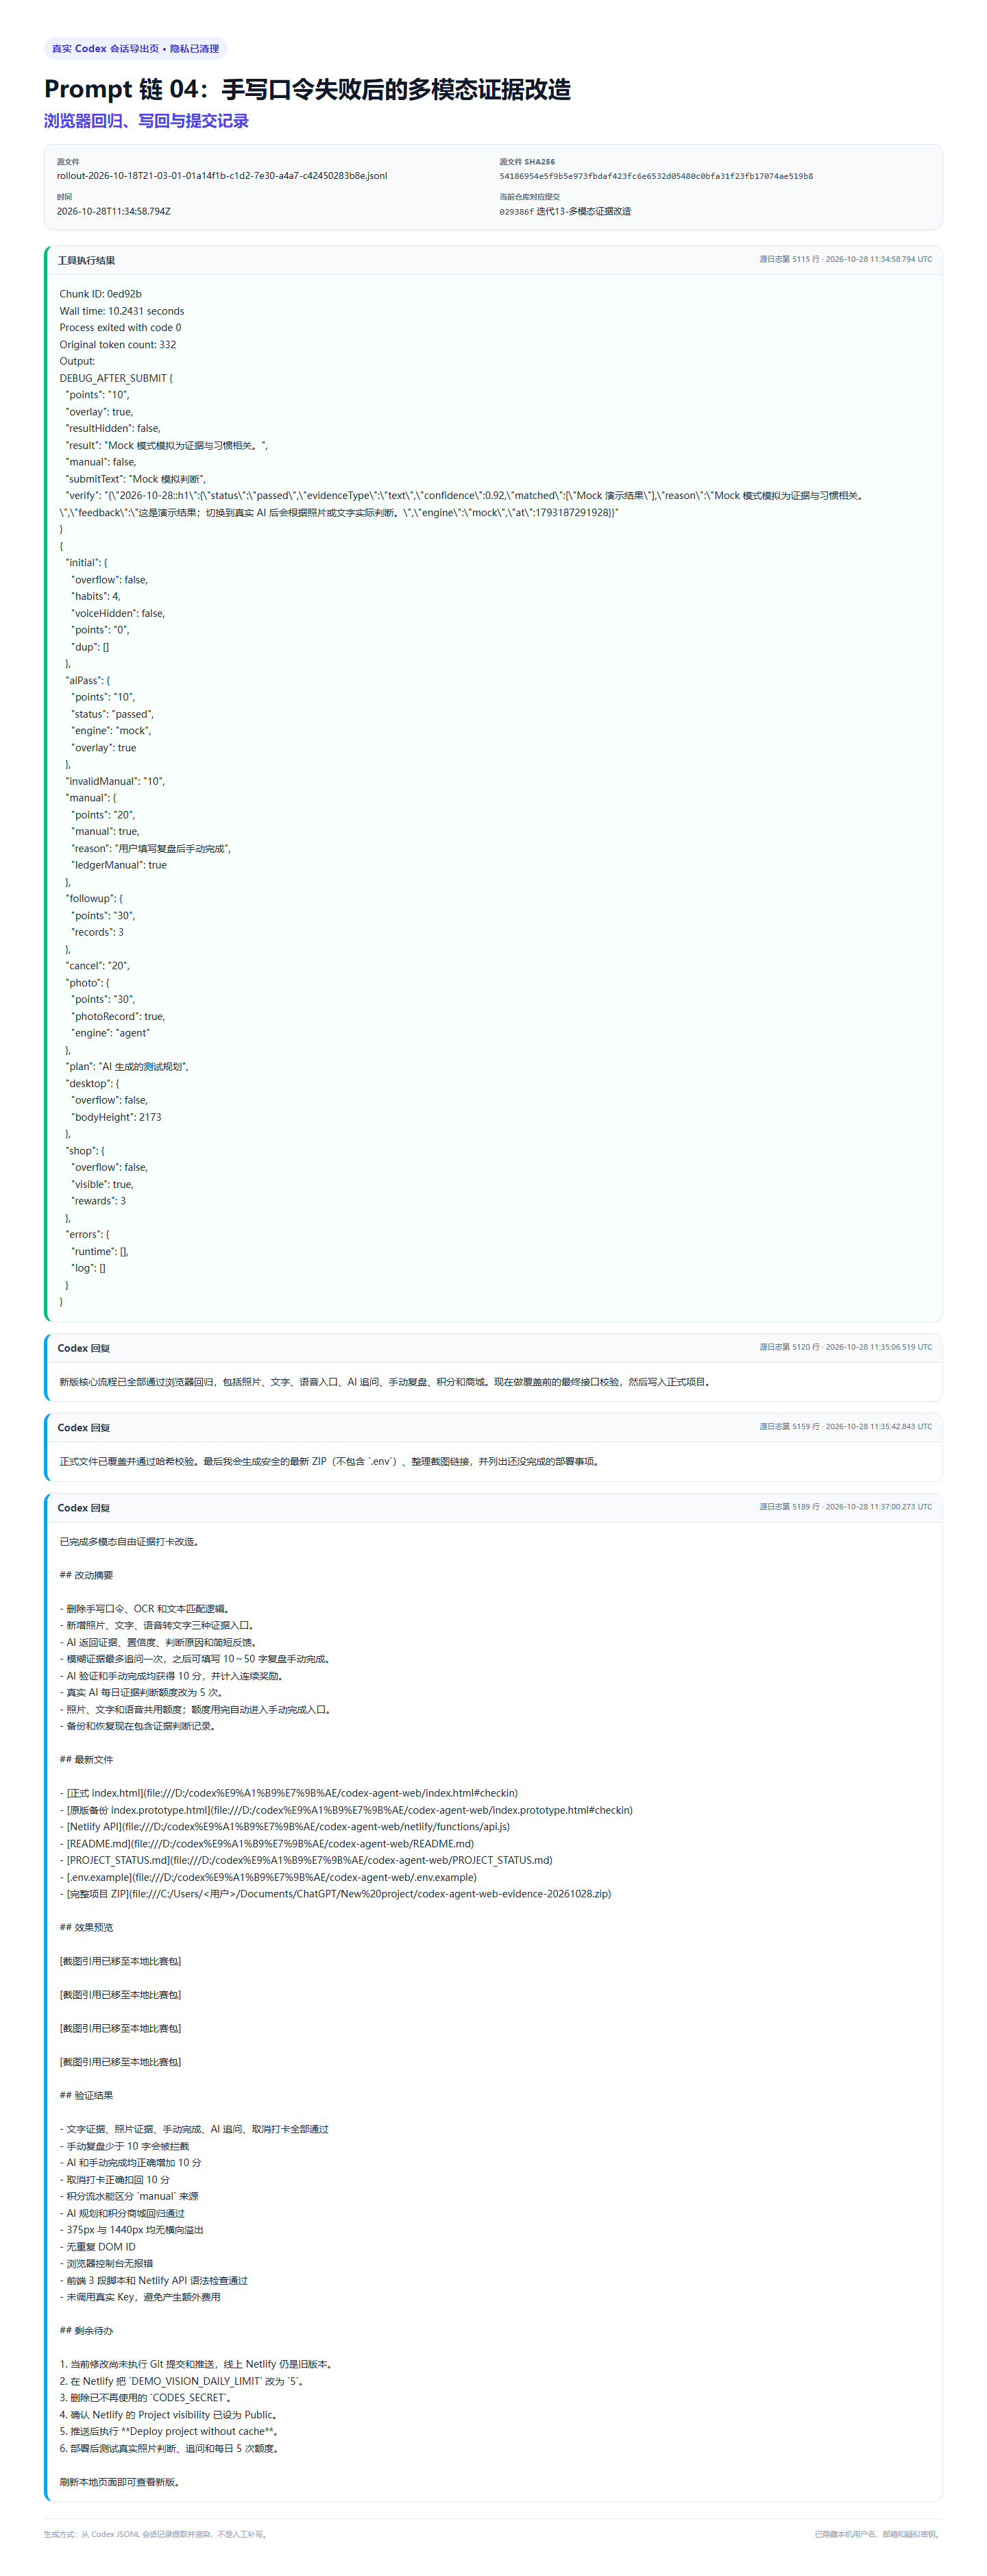 真实 Codex 会话导出页 • 隐私已清理
Prompt 链 04：手写口令失败后的多模态证据改造
浏览器回归、写回与提交记录
源文件
rollout-2026-10-18T21-03-01-01a14f1b-c1d2-7e30-a4a7-c42450283b8e.jsonl
源文件 SHA256
54186954e5f9b5e973fbdaf423fc6e6532d05480c0bfa31f23fb17074ae519b8
时间
2026-10-28T11:34:58.794Z
当前仓库对应提交
029386f 迭代13-多模态证据改造
工具执行结果
源日志第 5115 行 · 2026-10-28 11:34:58.794 UTC
Chunk ID: 0ed92b
Wall time: 10.2431 seconds
Process exited with code 0
Original token count: 332
Output:
DEBUG_AFTER_SUBMIT {
"points": "10",
"overlay": true,
"resultHidden": false,
"result": "Mock 模式模拟为证据与习惯相关。",
"manual": false,
"submitText": "Mock 模拟判断",
"verify": "{\"2026-10-28::h1\":{\"status\":\"passed\",\"evidenceType\":\"text\",\"confidence\":0.92,\"matched\":[\"Mock 演示结果\"],\"reason\":\"Mock 模式模拟为证据与习惯相关。
\",\"feedback\":\"这是演示结果；切换到真实 AI 后会根据照片或文字实际判断。\",\"engine\":\"mock\",\"at\":1793187291928}}"
}
{
"initial": {
"overflow": false,
"habits": 4,
"voiceHidden": false,
"points": "0",
"dup": []
},
"aiPass": {
"points": "10",
"status": "passed",
"engine": "mock",
"overlay": true
},
"invalidManual": "10",
"manual": {
"points": "20",
"manual": true,
"reason": "用户填写复盘后手动完成",
"ledgerManual": true
},
"followup": {
"points": "30",
"records": 3
},
"cancel": "20",
"photo": {
"points": "30",
"photoRecord": true,
"engine": "agent"
},
"plan": "AI 生成的测试规划",
"desktop": {
"overflow": false,
"bodyHeight": 2173
},
"shop": {
"overflow": false,
"visible": true,
"rewards": 3
},
"errors": {
"runtime": [],
"log": []
}
}
Codex 回复
源日志第 5120 行 · 2026-10-28 11:35:06.519 UTC
新版核心流程已全部通过浏览器回归，包括照片、文字、语音入口、AI 追问、手动复盘、积分和商城。现在做覆盖前的最终接口校验，然后写入正式项目。
Codex 回复
源日志第 5159 行 · 2026-10-28 11:35:42.843 UTC
正式文件已覆盖并通过哈希校验。最后我会生成安全的最新 ZIP（不包含 `.env`）、整理截图链接，并列出还没完成的部署事项。
Codex 回复
源日志第 5189 行 · 2026-10-28 11:37:00.273 UTC
已完成多模态自由证据打卡改造。
## 改动摘要
- 删除手写口令、OCR 和文本匹配逻辑。
- 新增照片、文字、语音转文字三种证据入口。
- AI 返回证据、置信度、判断原因和简短反馈。
- 模糊证据最多追问一次，之后可填写 10～50 字复盘手动完成。
- AI 验证和手动完成均获得 10 分，并计入连续奖励。
- 真实 AI 每日证据判断额度改为 5 次。
- 照片、文字和语音共用额度；额度用完自动进入手动完成入口。
- 备份和恢复现在包含证据判断记录。
## 最新文件
- [正式 index.html](file:///D:/codex%E9%A1%B9%E7%9B%AE/codex-agent-web/index.html#checkin)
- [原版备份 index.prototype.html](file:///D:/codex%E9%A1%B9%E7%9B%AE/codex-agent-web/index.prototype.html#checkin)
- [Netlify API](file:///D:/codex%E9%A1%B9%E7%9B%AE/codex-agent-web/netlify/functions/api.js)
- [README.md](file:///D:/codex%E9%A1%B9%E7%9B%AE/codex-agent-web/README.md)
- [PROJECT_STATUS.md](file:///D:/codex%E9%A1%B9%E7%9B%AE/codex-agent-web/PROJECT_STATUS.md)
- [.env.example](file:///D:/codex%E9%A1%B9%E7%9B%AE/codex-agent-web/.env.example)
- [完整项目 ZIP](file:///C:/Users/<用户>/Documents/ChatGPT/New%20project/codex-agent-web-evidence-20261028.zip)
## 效果预览
[截图引用已移至本地比赛包]
[截图引用已移至本地比赛包]
[截图引用已移至本地比赛包]
[截图引用已移至本地比赛包]
## 验证结果
- 文字证据、照片证据、手动完成、AI 追问、取消打卡全部通过
- 手动复盘少于 10 字会被拦截
- AI 和手动完成均正确增加 10 分
- 取消打卡正确扣回 10 分
- 积分流水能区分 `manual` 来源
- AI 规划和积分商城回归通过
- 375px 与 1440px 均无横向溢出
- 无重复 DOM ID
- 浏览器控制台无报错
- 前端 3 段脚本和 Netlify API 语法检查通过
- 未调用真实 Key，避免产生额外费用
## 剩余待办
1. 当前修改尚未执行 Git 提交和推送，线上 Netlify 仍是旧版本。
2. 在 Netlify 把 `DEMO_VISION_DAILY_LIMIT` 改为 `5`。
3. 删除已不再使用的 `CODES_SECRET`。
4. 确认 Netlify 的 Project visibility 已设为 Public。
5. 推送后执行 **Deploy project without cache**。
6. 部署后测试真实照片判断、追问和每日 5 次额度。
刷新本地页面即可查看新版。
生成方式：从 Codex JSONL 会话记录提取并渲染，不是人工补写。
已隐藏本机用户名、邮箱和疑似密钥。